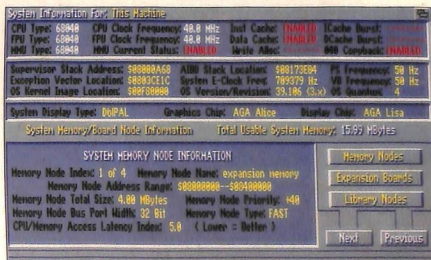 System Information For: This Machine
CPU Type: 68040 CPU Clock Frequency: 40.0 MHz Inst Cache: ENABLED ICache Burst:
FPU Type: 68040 FPU Clock Frequency: 40.0 MHz Data Cache: ENABLED DCache Burst:
MMU Type: 68040 MMU Current Status: ENABLED Write Alloc: 040 Copyback: ENABLED
Supervisor Stack Address: $08000A68 AIBB Stack Location: PS Frequency: 50 Hz
Exception Vector Location: System E-Clock Freq: 709379 Hz VB Frequency: 50 Hz
OS Kernel Image Location: $00F80000 OS Version/Revision: 39.106 (3.x) OS Quantum: 4
System Display Type: DblPAL Graphics Chip: AGA Alice Display Chip: AGA Lisa
System Memory/Board Node Information Total Usable System Memory: 15.93 MBytes
SYSTEM MEMORY NODE INFORMATION
Memory Node Index: 1 of 4 Memory Node Name: expansion memory
Memory Node Address Range: $08000000--$08400000
Memory Node Total Size: 4.00 MBytes Memory Node Priority: +40
Memory Node Bus Port Width: 32 Bit Memory Node Type: FAST
CPU/Memory Access Latency Index: 5.0 ( Lower = Better )
Memory Nodes
Expansion Boards
Library Nodes
Next Previous